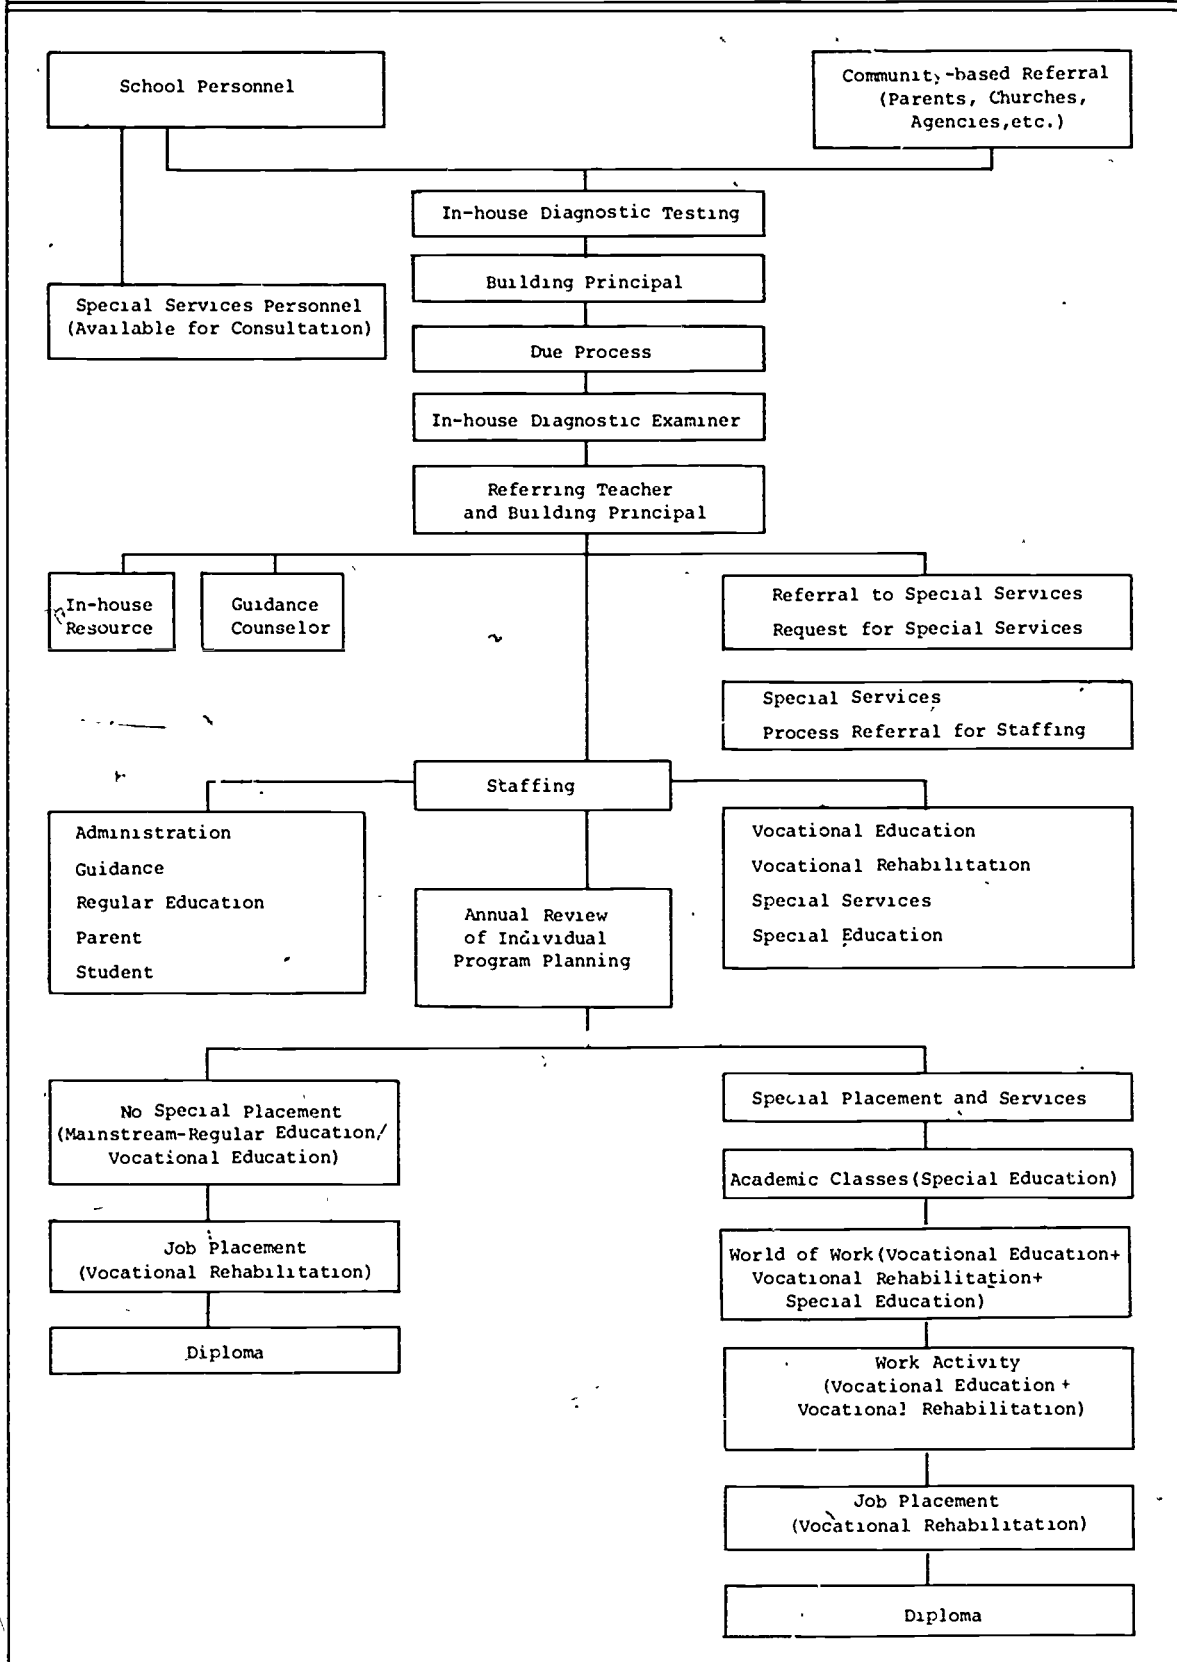 School Personnel
Community-based Referral
(Parents, Churches,
Agencies,etc.)
In-house Diagnostic Testing
Building Principal
Special Services Personnel
(Available for Consultation)
Due Process
In-house Diagnostic Examiner
Referring Teacher
and Building Principal
In-house
Resource
Guidance
Counselor
Referral to Special Services
Request for Special Services
Special Services
Process Referral for Staffing
Staffing
Administration
Guidance
Regular Education
Parent
Student
Annual Review
of Individual
Program Planning
Vocational Education
Vocational Rehabilitation
Special Services
Special Education
No Special Placement
(Mainstream-Regular Education/
Vocational Education)
Job Placement
(Vocational Rehabilitation)
Diploma
Special Placement and Services
Academic Classes(Special Education)
World of Work(Vocational Education+
Vocational Rehabilitation+
Special Education)
Work Activity
(Vocational Education +
Vocational Rehabilitation)
Job Placement
(Vocational Rehabilitation)
Diploma